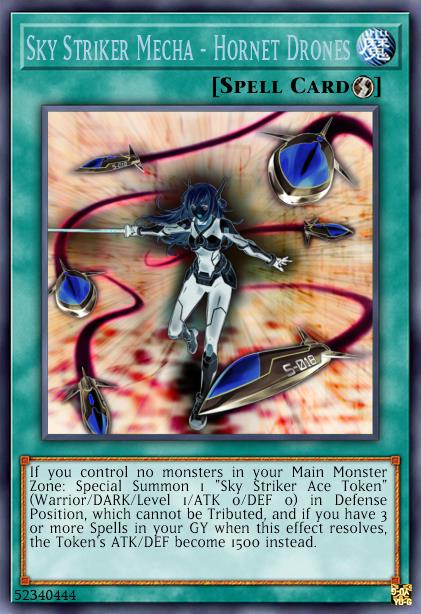 Sky Striker Mecha - Hornet Drones
魔
[Spell Card]
S-018
S-018
If you control no monsters in your Main Monster
Zone: Special Summon 1 "Sky Striker Ace Token"
(Warrior/DARK/Level 1/ATK 0/DEF 0) in Defense
Position, which cannot be Tributed, and if you have 3
or more Spells in your GY when this effect resolves,
the Token's ATK/DEF become 1500 instead.
52340444